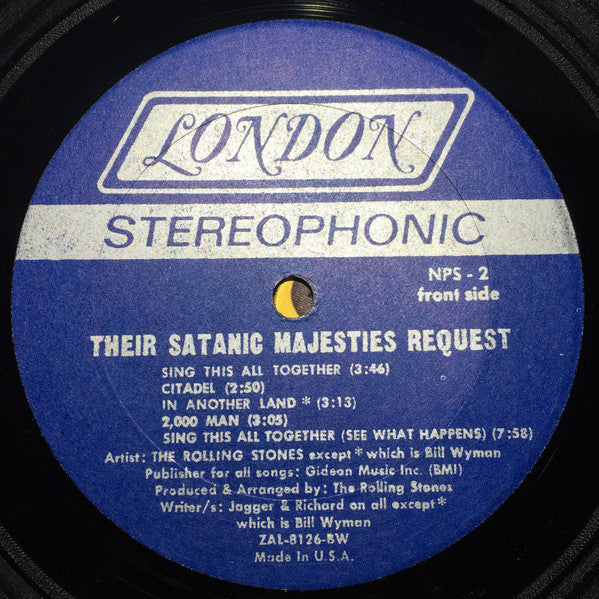 LONDON
STEREOPHONIC
NPS - 2
front side
THEIR SATANIC MAJESTIES REQUEST
SING THIS ALL TOGETHER (3:46)
CITADEL (2:50)
IN ANOTHER LAND * (3:13)
2,000 MAN (3:05)
SING THIS ALL TOGETHER (SEE WHAT HAPPENS) (7:58)
Artist: THE ROLLING STONES except * which is Bill Wyman
Publisher for all songs: Gideon Music Inc. (BMI)
Produced & Arranged by: The Rolling Stones
Writer/s: Jagger & Richard on all except *
which is Bill Wyman
ZAL-8126-BW
Made in U.S.A.